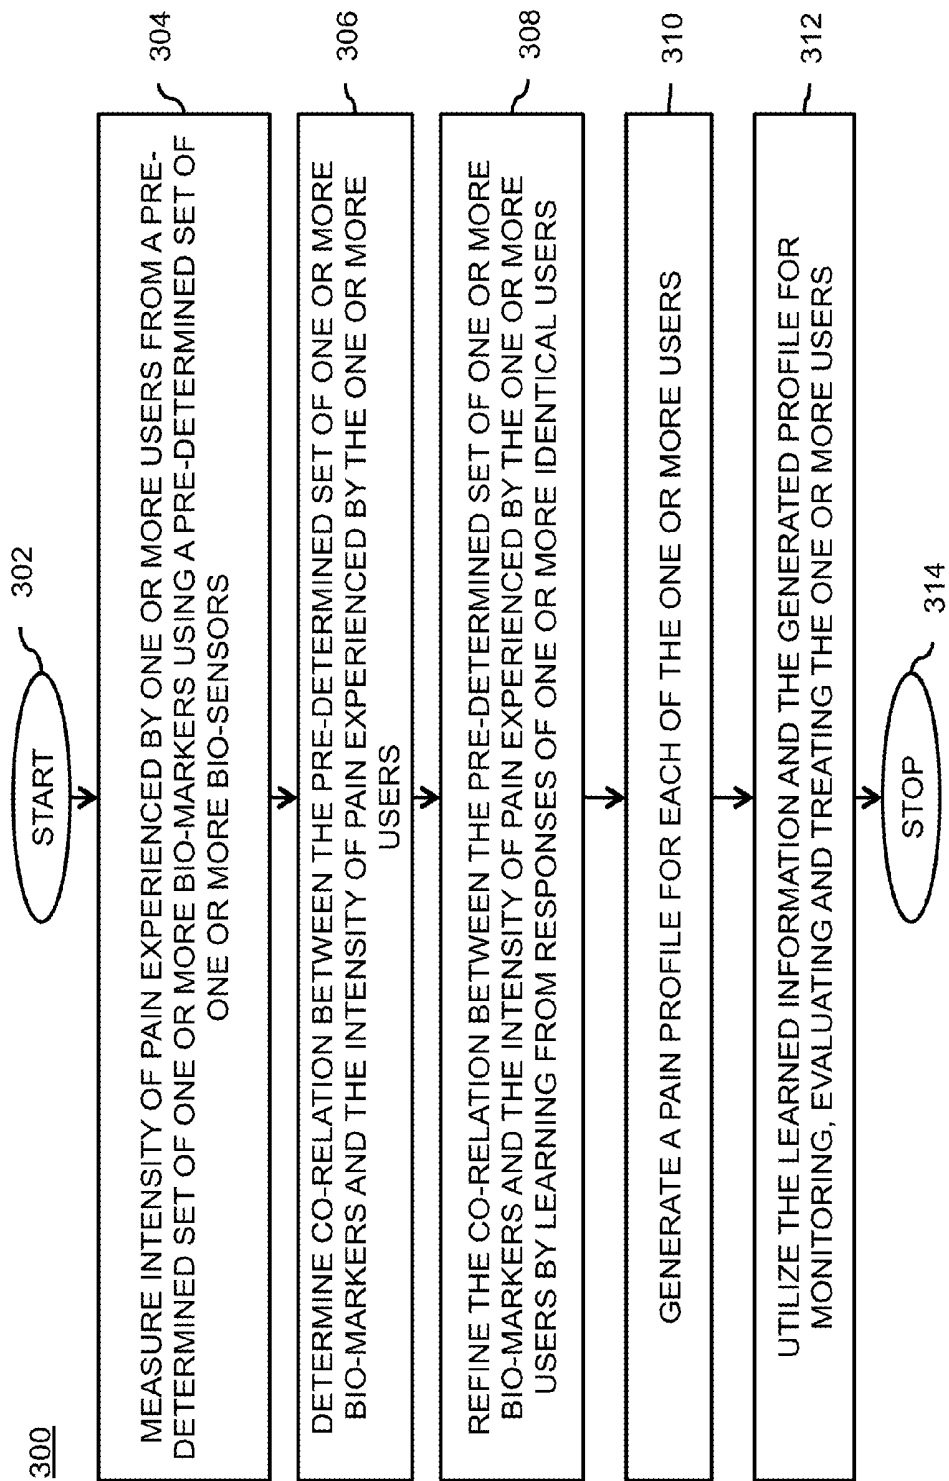 300
START
302
MEASURE INTENSITY OF PAIN EXPERIENCED BY ONE OR MORE USERS FROM A PRE-
DETERMINED SET OF ONE OR MORE BIO-MARKERS USING A PRE-DETERMINED SET OF
ONE OR MORE BIO-SENSORS
304
DETERMINE CO-RELATION BETWEEN THE PRE-DETERMINED SET OF ONE OR MORE
BIO-MARKERS AND THE INTENSITY OF PAIN EXPERIENCED BY THE ONE OR MORE
USERS
306
REFINE THE CO-RELATION BETWEEN THE PRE-DETERMINED SET OF ONE OR MORE
BIO-MARKERS AND THE INTENSITY OF PAIN EXPERIENCED BY THE ONE OR MORE
USERS BY LEARNING FROM RESPONSES OF ONE OR MORE IDENTICAL USERS
308
GENERATE A PAIN PROFILE FOR EACH OF THE ONE OR MORE USERS
310
UTILIZE THE LEARNED INFORMATION AND THE GENERATED PROFILE FOR
MONITORING, EVALUATING AND TREATING THE ONE OR MORE USERS
312
STOP
314